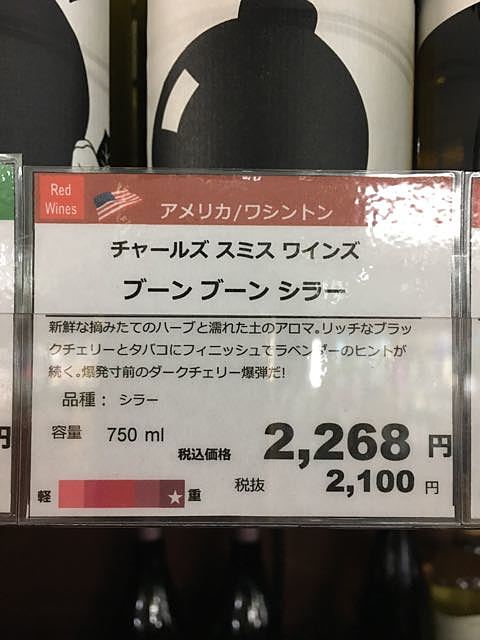 Red
Wines
アメリカ/ワシントン
チャールズ スミス ワインズ
ブーン ブーン シラー
新鮮な摘みたてのハーブと濡れた土のアロマ。リッチなブラッ
クチェリーとタバコにフィニッシュでラベンダーのヒントが
続く。爆発寸前のダークチェリー爆弾だ!
品種： シラー
容量 750 ml
税込価格 2,268 円
税抜 2,100 円
軽 ★ 重
円